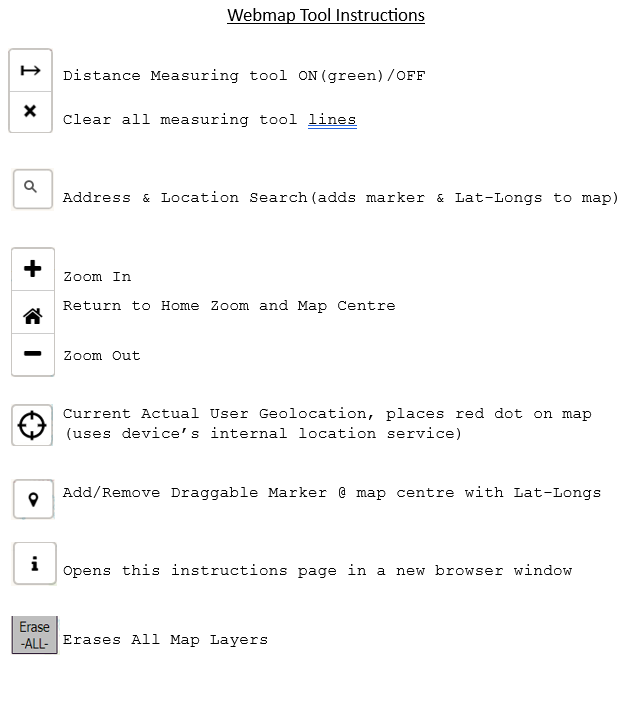 Webmap Tool Instructions
Distance Measuring tool ON(green)/OFF
Clear all measuring tool lines
Address & Location Search(adds marker & Lat-Longs to map)
Zoom In
Return to Home Zoom and Map Centre
Zoom Out
Current Actual User Geolocation, places red dot on map
(uses device’s internal location service)
Add/Remove Draggable Marker @ map centre with Lat-Longs
i
Opens this instructions page in a new browser window
Erase
-ALL-
Erases All Map Layers